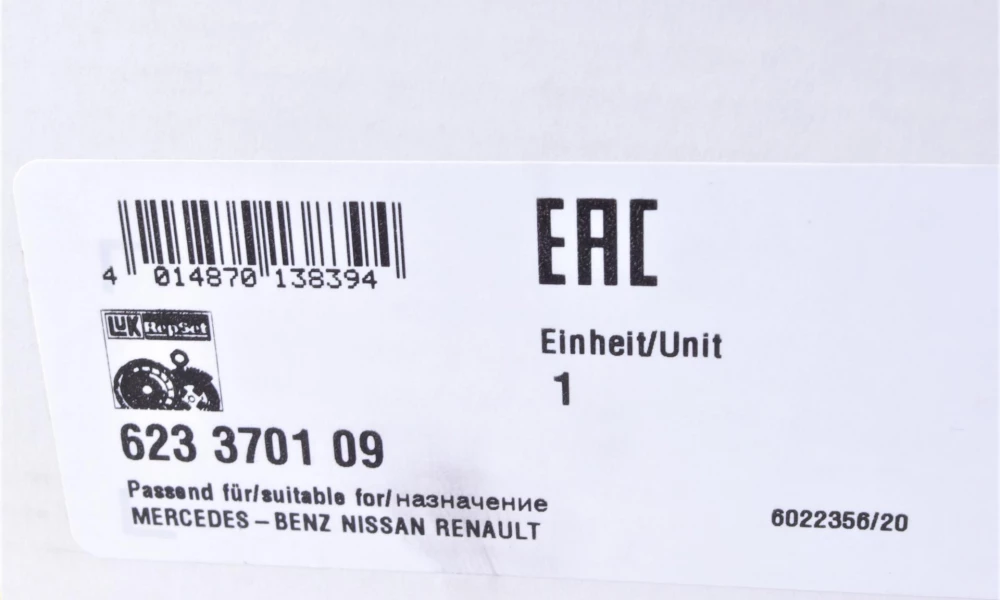 4 014870 138394
EAC
LUK RepSet
Einheit/Unit
1
623 3701 09
Passend für/suitable for/назначение
MERCEDES-BENZ NISSAN RENAULT
6022356/20